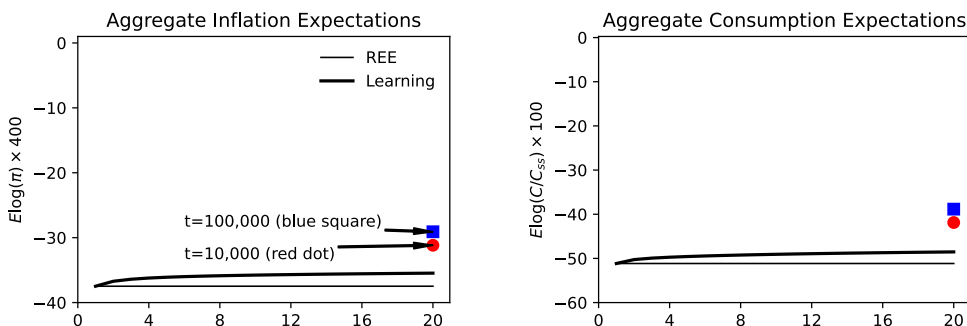 Aggregate Inflation Expectations
Elog(π) × 400
0
−10
−20
−30
−40
REE
Learning
t=100,000 (blue square)
t=10,000 (red dot)
0 4 8 12 16 20
Aggregate Consumption Expectations
Elog(C/C_{ss}) × 100
0
−10
−20
−30
−40
−50
−60
0 4 8 12 16 20